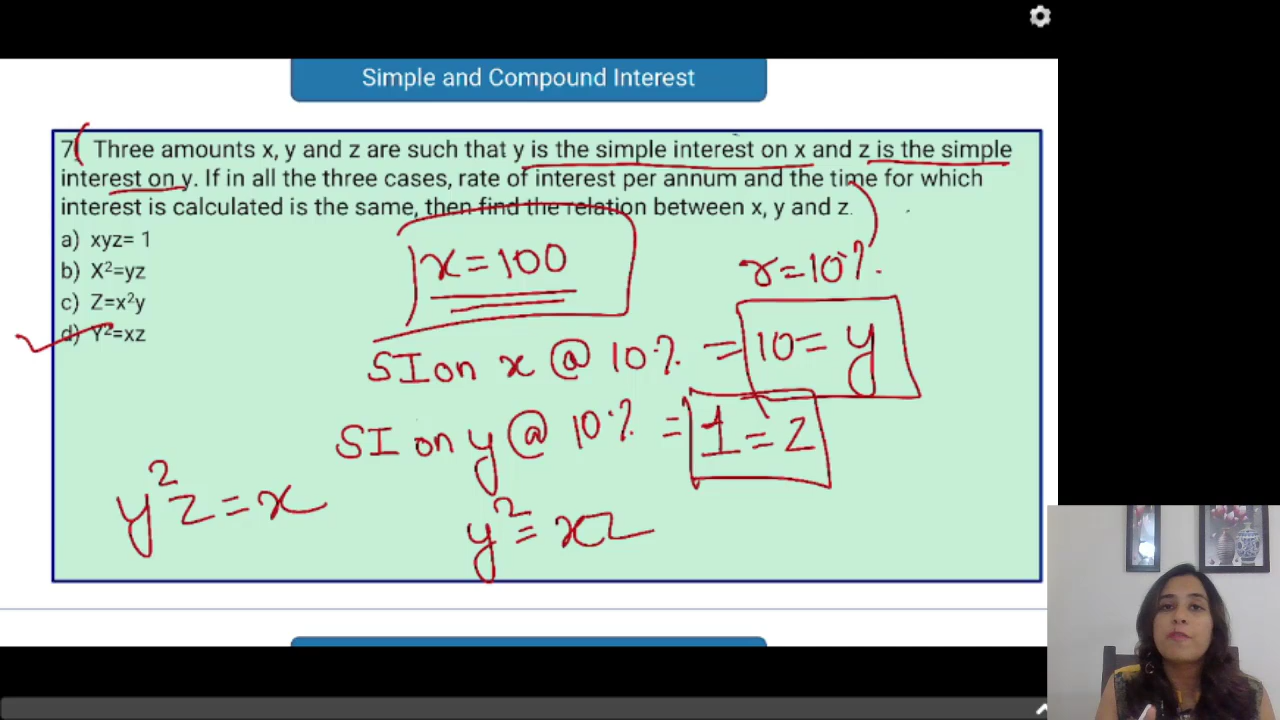 Simple and Compound Interest
7( Three amounts x, y and z are such that y is the simple interest on x and z is the simple
interest on y. If in all the three cases, rate of interest per annum and the time for which
interest is calculated is the same, then find the relation between x, y and z.
a) xyz= 1
b) X²=yz
c) Z=x²y
d) Y²=xz
x = 100
r = 10%.
SI on x @ 10% = 10 = y
SI on y @ 10% = 1 = z
y²z = x
y² = xz